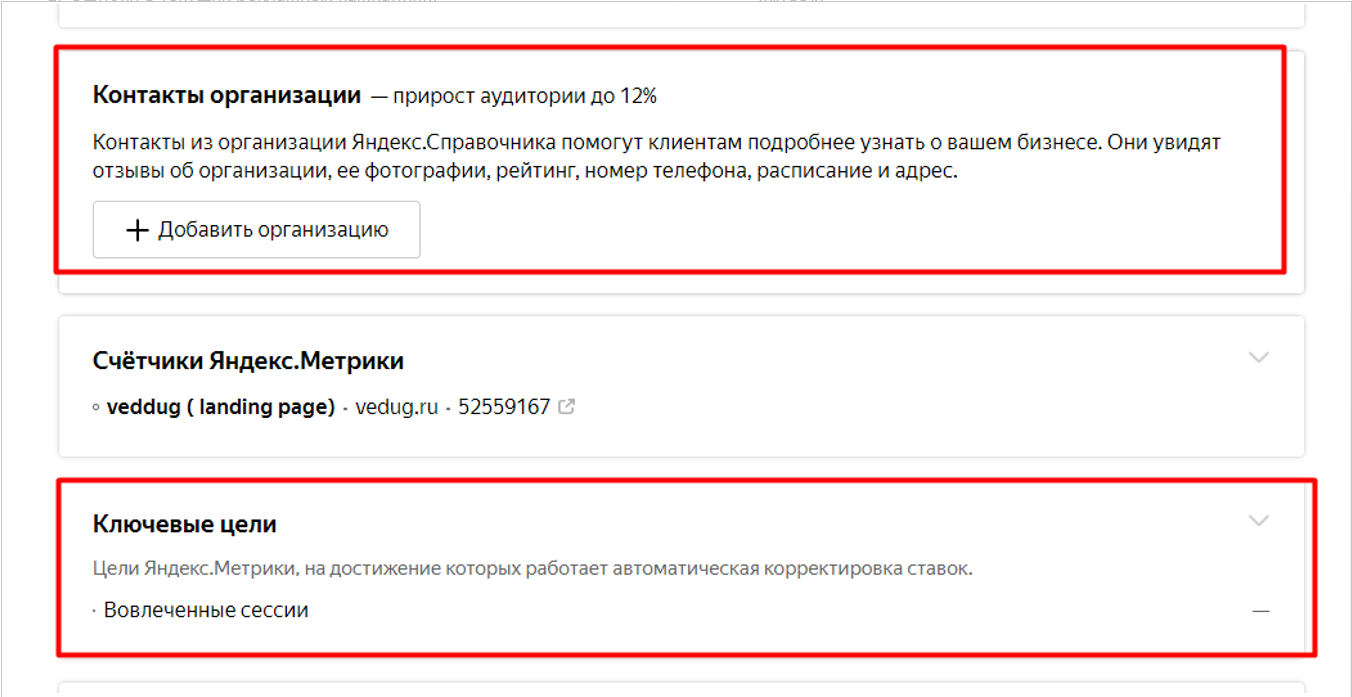 Контакты организации — прирост аудитории до 12%
Контакты из организации Яндекс.Справочника помогут клиентам подробнее узнать о вашем бизнесе. Они увидят
отзывы об организации, ее фотографии, рейтинг, номер телефона, расписание и адрес.
+ Добавить организацию
Счётчики Яндекс.Метрики
◦ veddug ( landing page) · vedug.ru · 52559167
Ключевые цели
Цели Яндекс.Метрики, на достижение которых работает автоматическая корректировка ставок.
· Вовлеченные сессии —